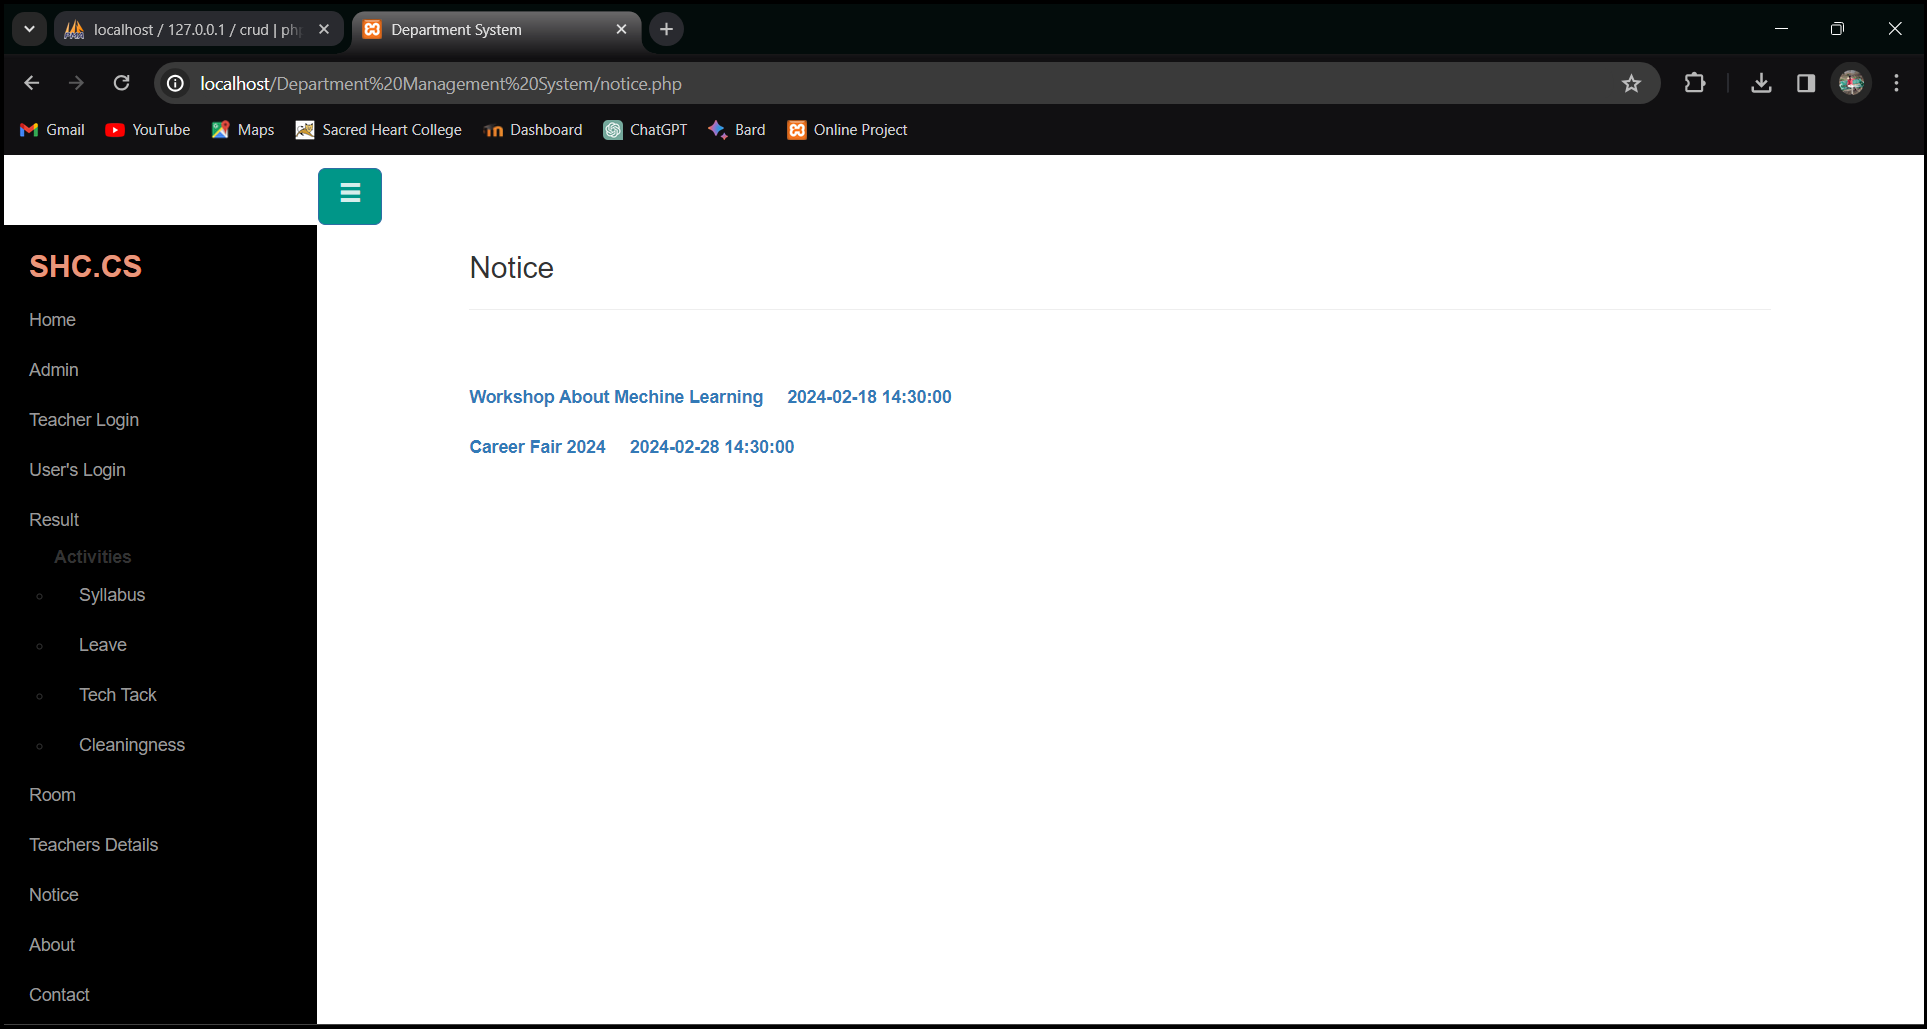 localhost / 127.0.0.1 / crud | php
Department System
localhost/Department%20Management%20System/notice.php
Gmail YouTube Maps Sacred Heart College Dashboard ChatGPT Bard Online Project
SHC.CS
Home
Admin
Teacher Login
User's Login
Result
Activities
Syllabus
Leave
Tech Tack
Cleaningness
Room
Teachers Details
Notice
About
Contact
Notice
Workshop About Mechine Learning 2024-02-18 14:30:00
Career Fair 2024 2024-02-28 14:30:00